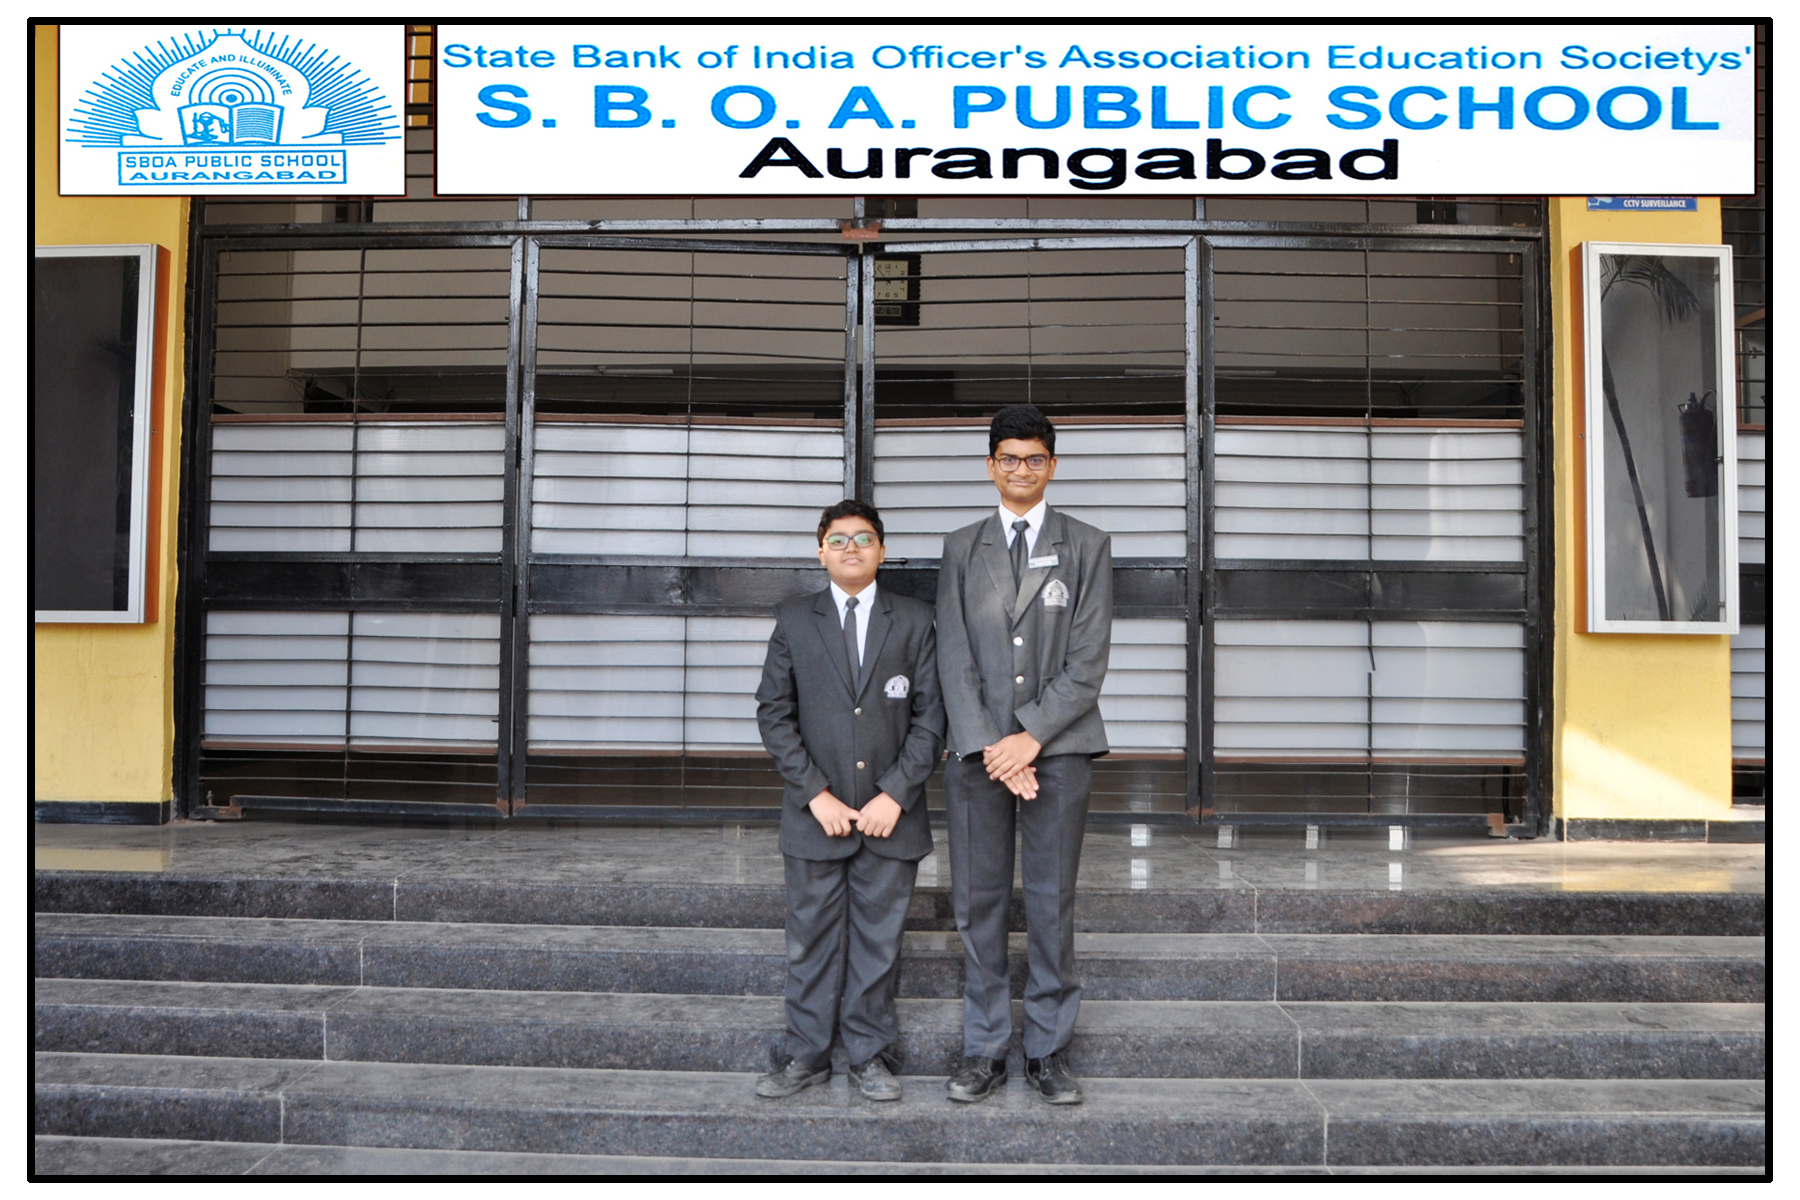 EDUCATE AND ILLUMINATE
SBOA PUBLIC SCHOOL
AURANGABAD
State Bank of India Officer's Association Education Societys'
S. B. O. A. PUBLIC SCHOOL
Aurangabad
CCTV SURVEILLANCE